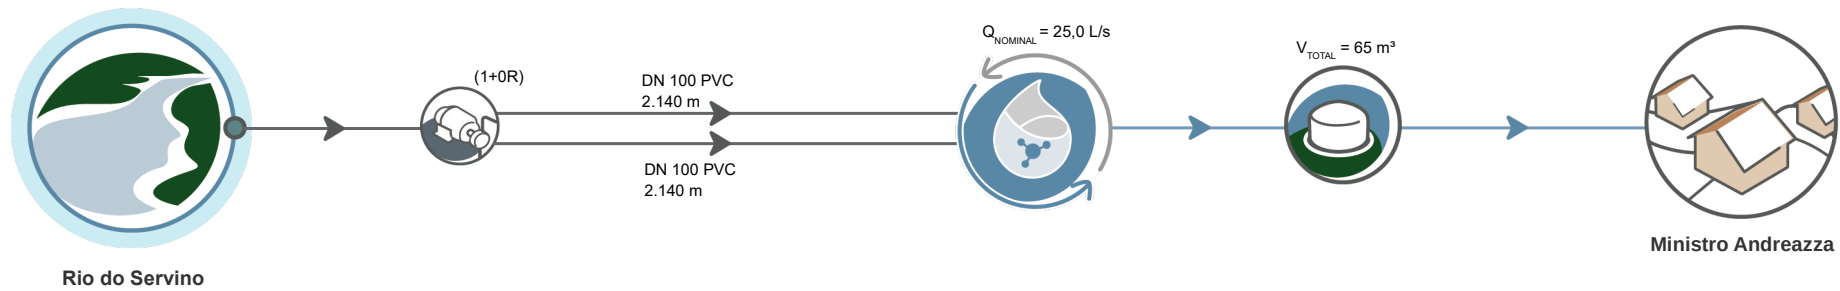 Rio do Servino
(1+0R)
DN 100 PVC
2.140 m
DN 100 PVC
2.140 m
QNOMINAL = 25,0 L/s
VTOTAL = 65 m³
Ministro Andreazza